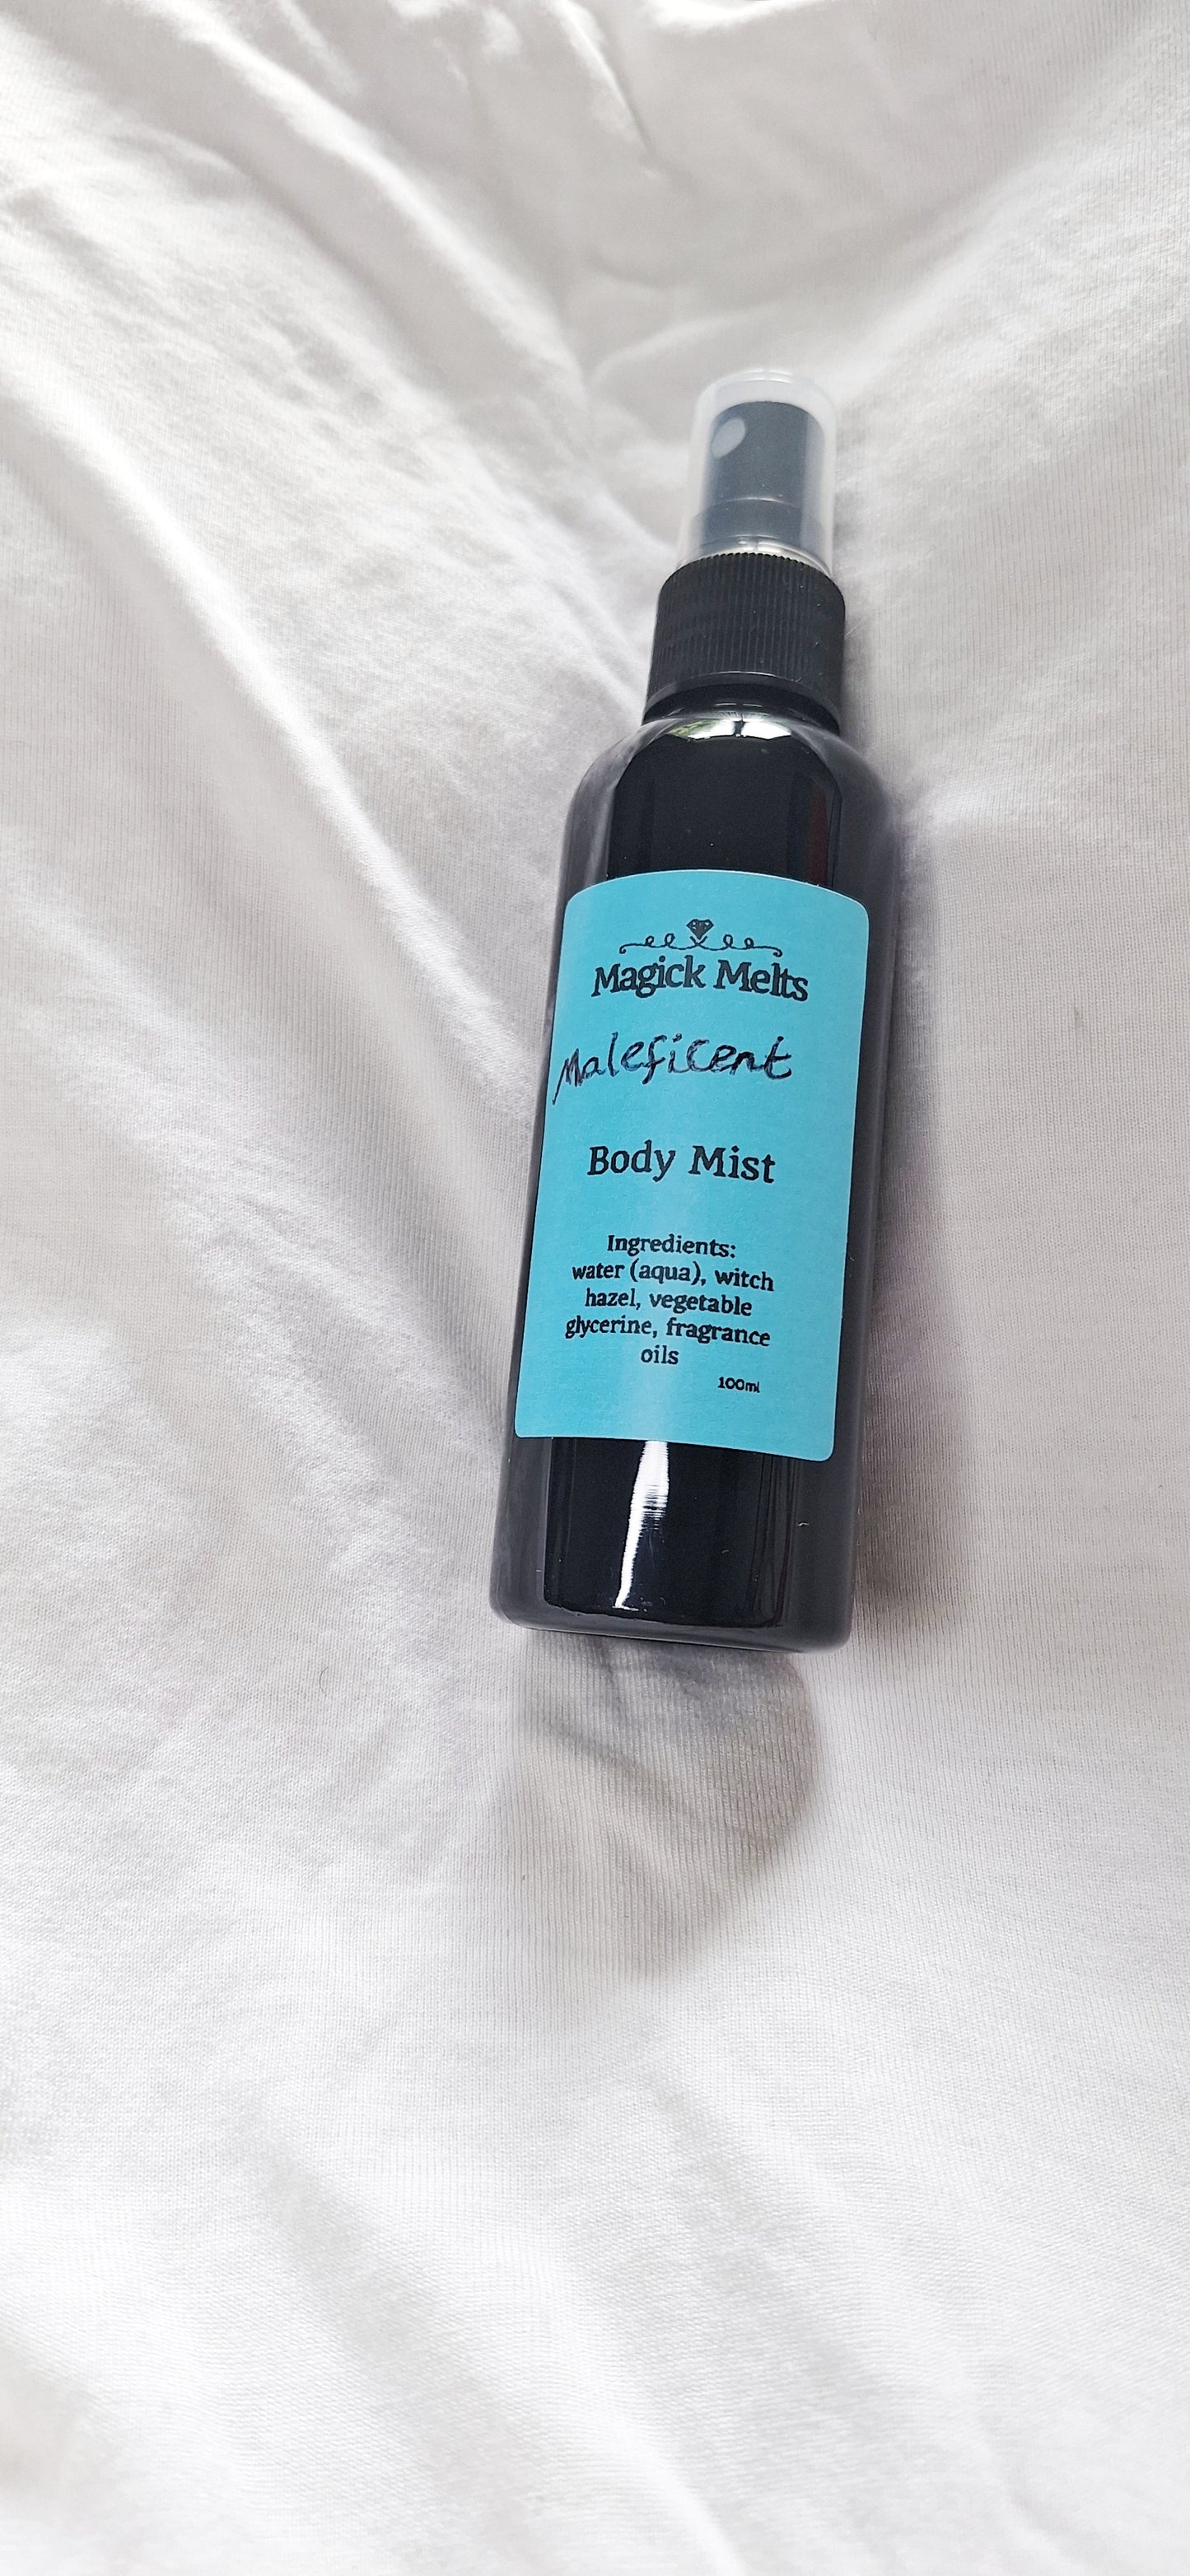 Magick Melts
Maleficent
Body Mist
Ingredients:
water (aqua), witch
hazel, vegetable
glycerine, fragrance
oils
100ml